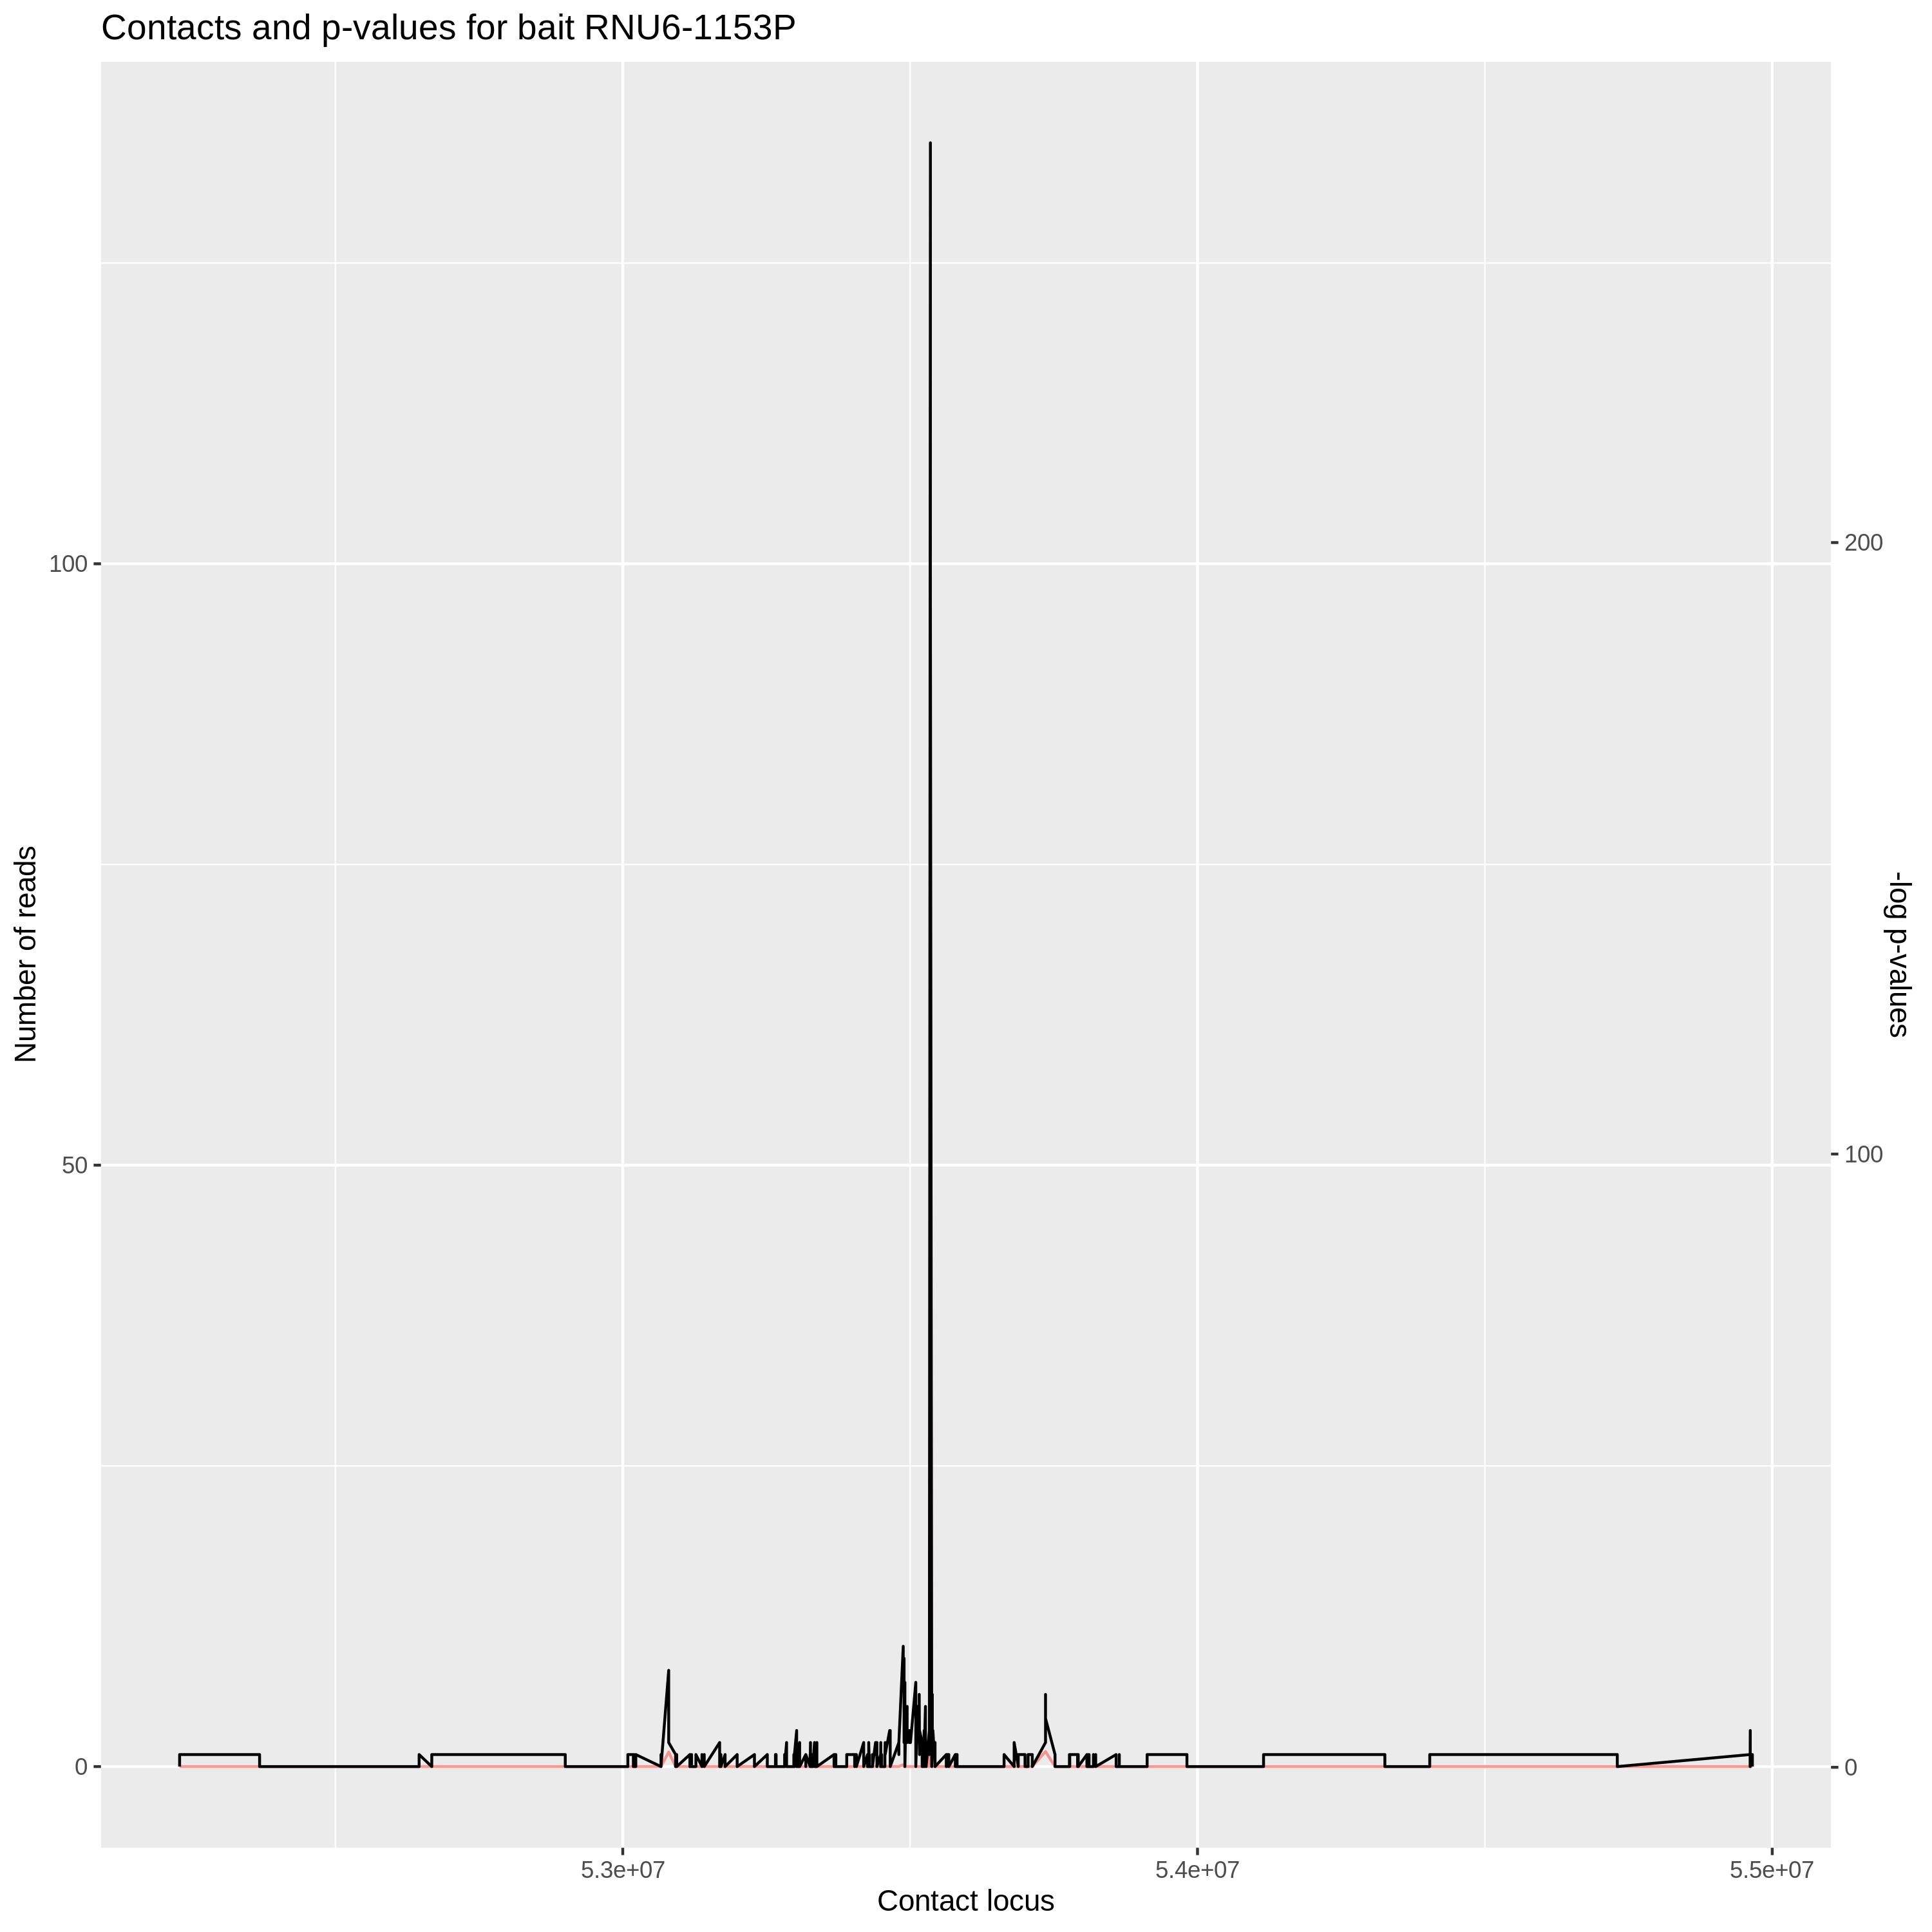 Contacts and p-values for bait RNU6-1153P
100
50
0
Number of reads
200
100
0
-log p-values
5.3e+07
5.4e+07
5.5e+07
Contact locus